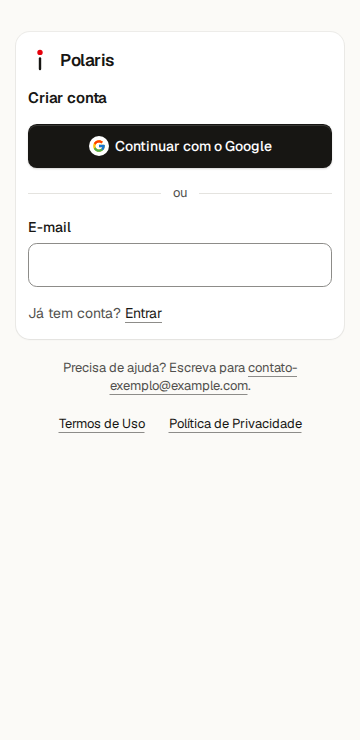 Polaris
Criar conta
Continuar com o Google
ou
E-mail
Já tem conta? Entrar
Precisa de ajuda? Escreva para contato-
exemplo@example.com.
Termos de Uso Política de Privacidade